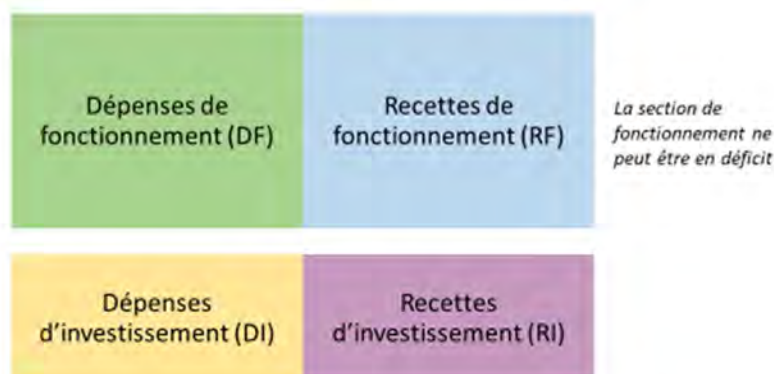 Dépenses de
fonctionnement (DF)
Recettes de
fonctionnement (RF)
La section de
fonctionnement ne
peut être en déficit
Dépenses
d'investissement (DI)
Recettes
d'investissement (RI)